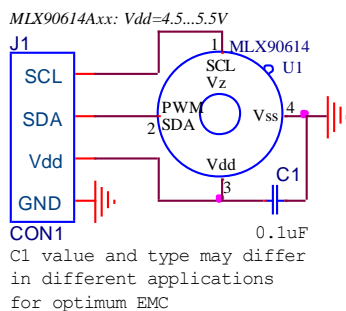 MLX90614Axx: Vdd=4.5...5.5V
J1
SCL
SDA
Vdd
GND
CON1
1
MLX90614
U1
SCL
Vz
PWM
SDA
2
Vss
4
Vdd
3
C1
0.1uF
C1 value and type may differ
in different applications
for optimum EMC